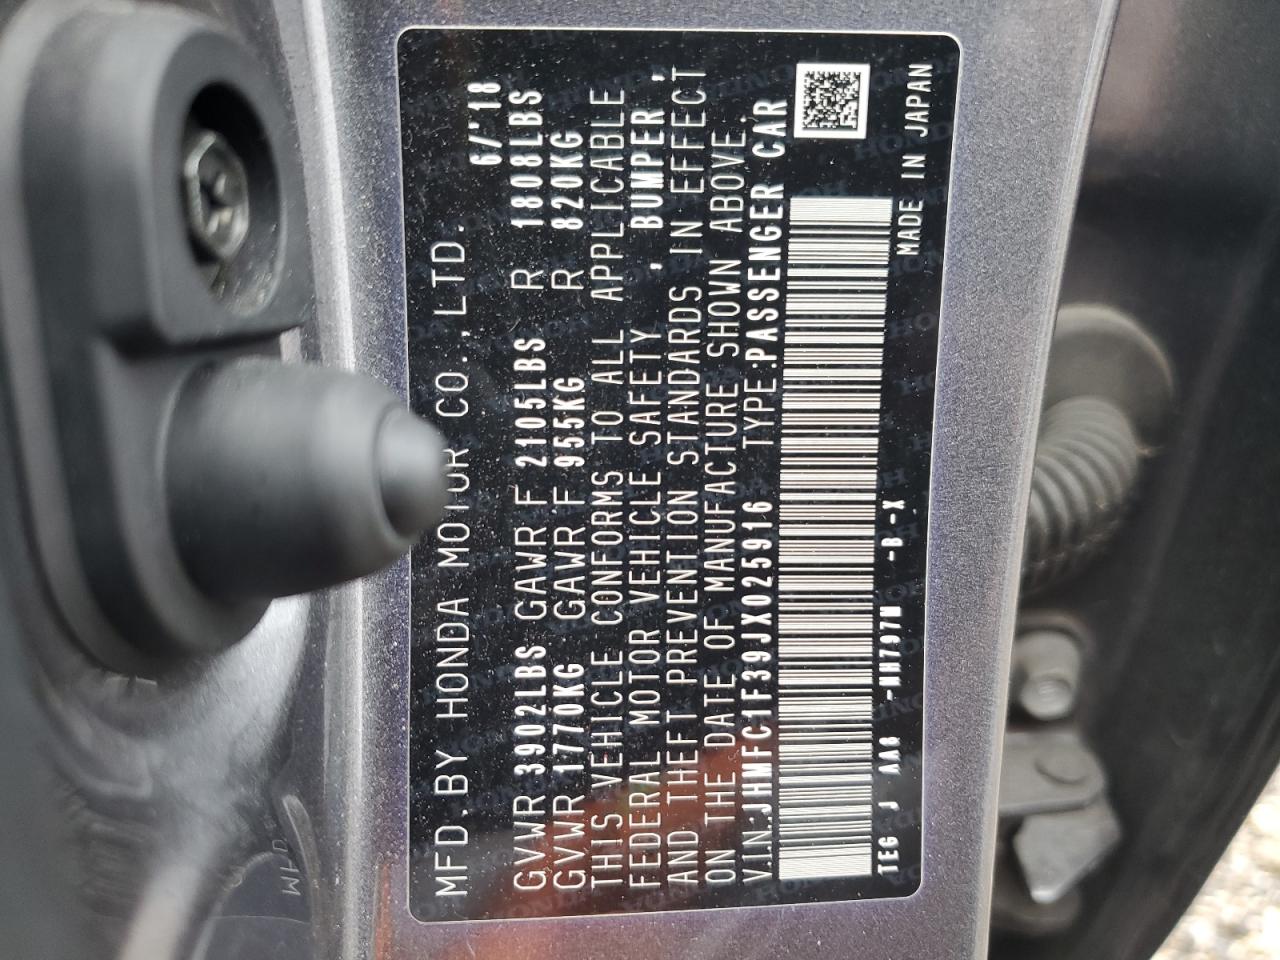 MFD.BY HONDA MOTOR CO.,LTD. 6/'18
GVWR 3902LBS GAWR F 2105LBS R 1808LBS
GVWR 1770KG GAWR F 955KG R 820KG
THIS VEHICLE CONFORMS TO ALL APPLICABLE
FEDERAL MOTOR VEHICLE SAFETY , BUMPER ,
AND THEFT PREVENTION STANDARDS IN EFFECT
ON THE DATE OF MANUFACTURE SHOWN ABOVE.
V.I.N.:JHMFC1F39JX025916 TYPE:PASSENGER CAR
TEG J AA6 -NH797M -B-X MADE IN JAPAN